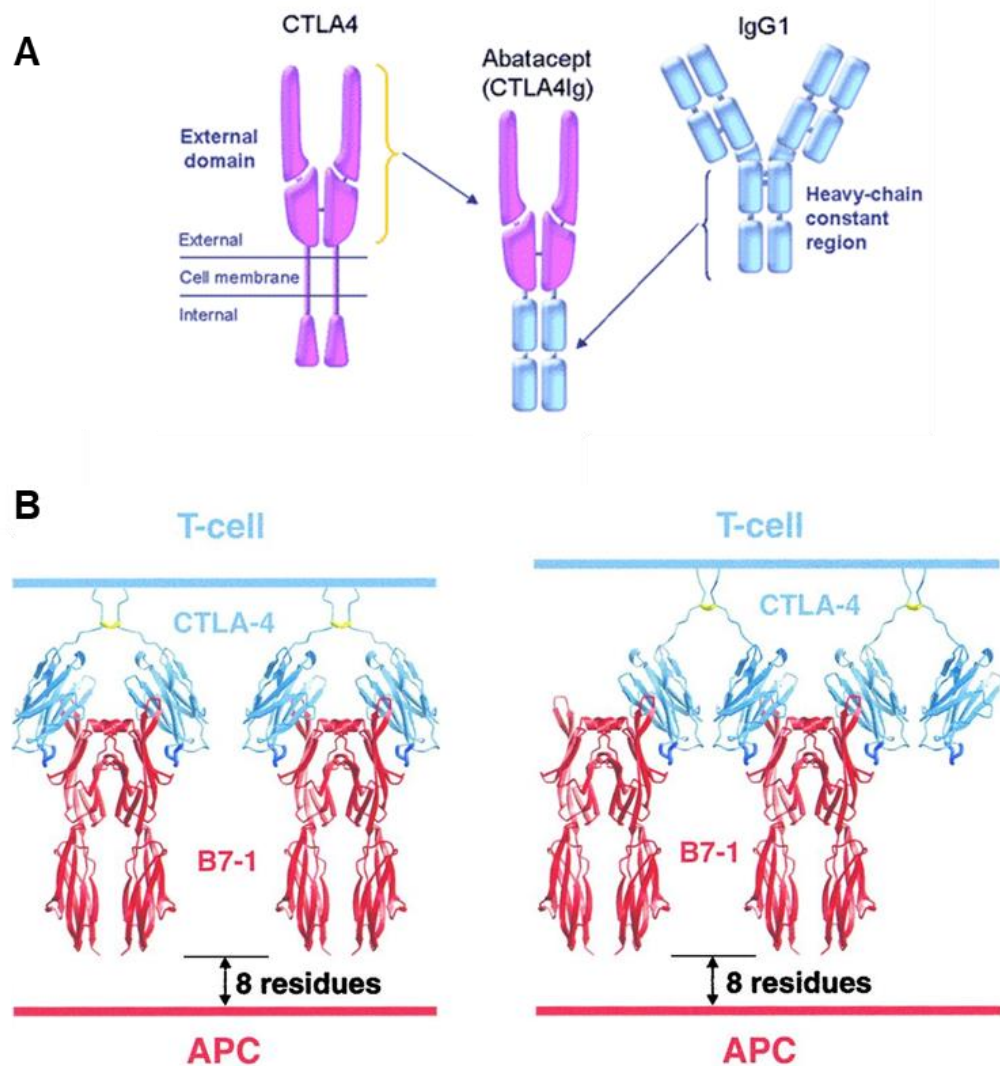 A
CTLA4
Abatacept
(CTLA4Ig)
IgG1
External
domain
External
Cell membrane
Internal
Heavy-chain
constant
region
B
T-cell
CTLA-4
B7-1
8 residues
APC
T-cell
CTLA-4
B7-1
8 residues
APC